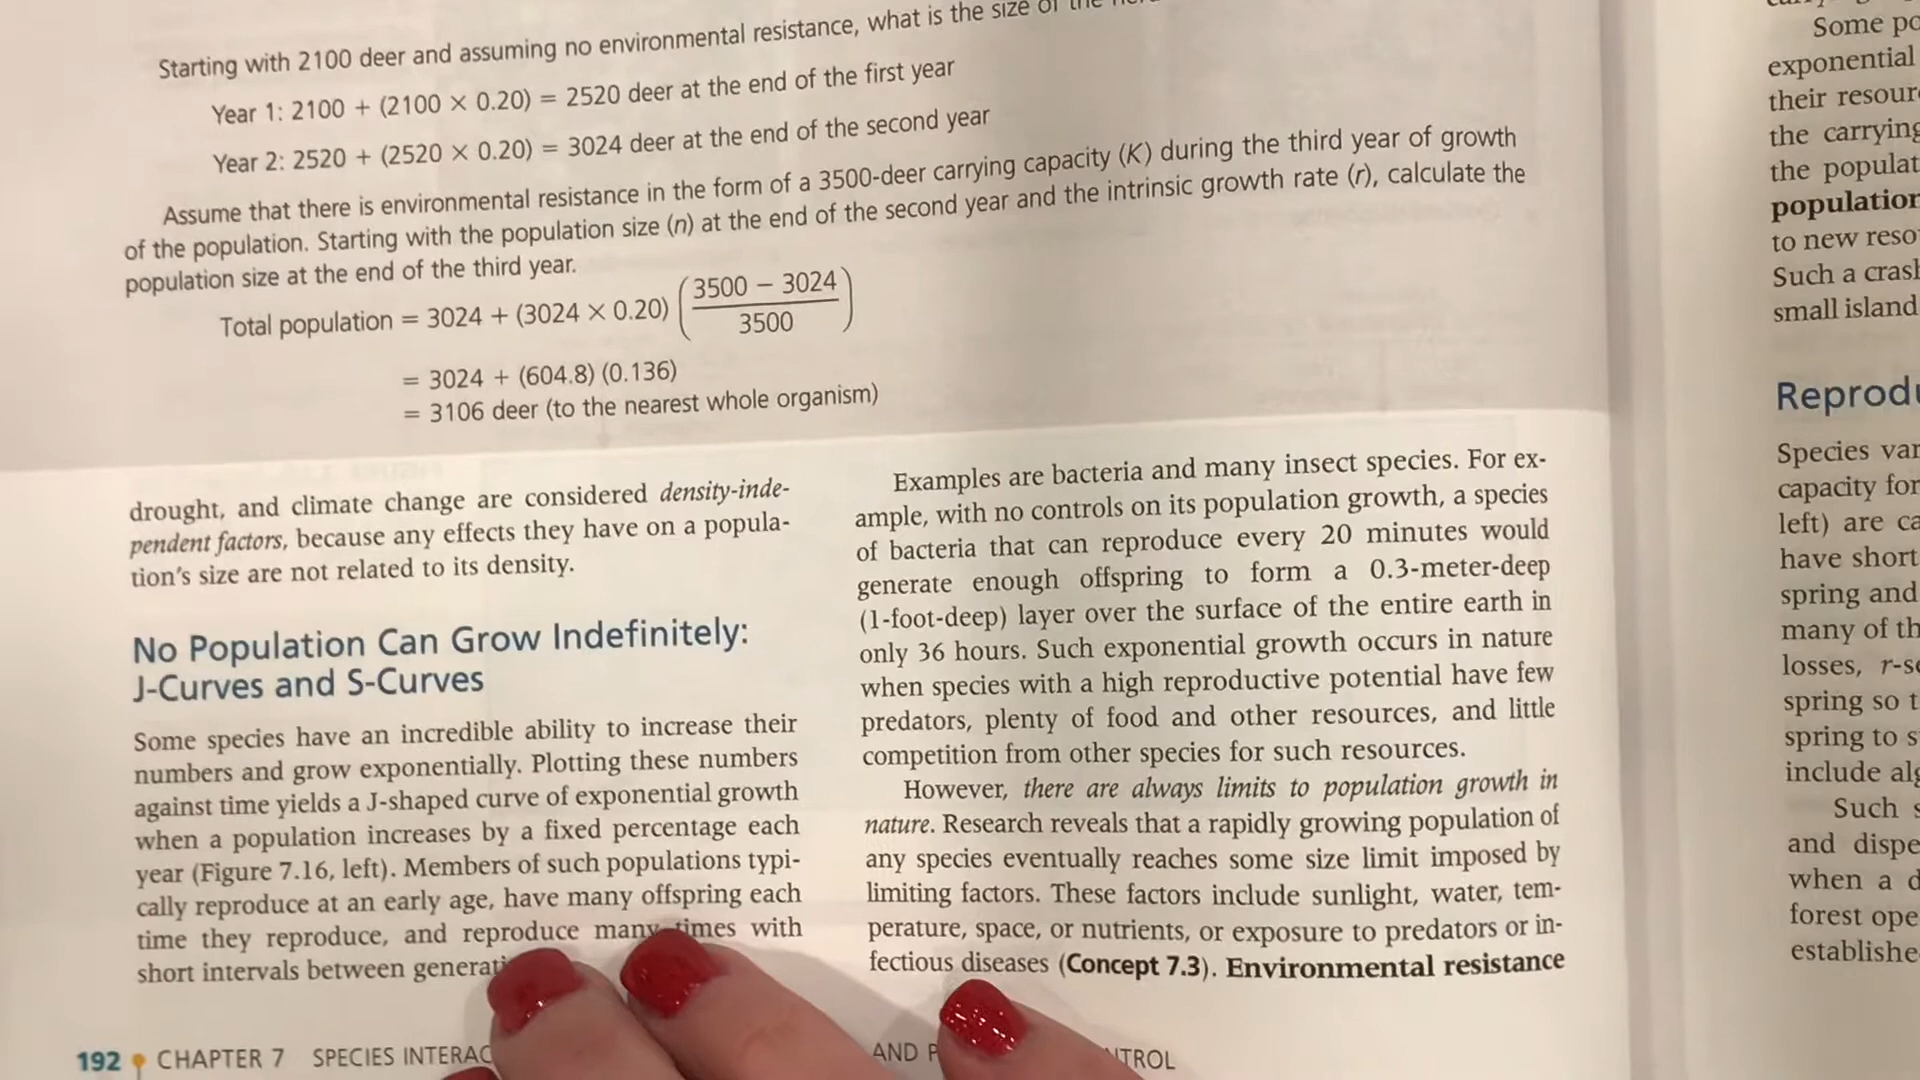 Starting with 2100 deer and assuming no environmental resistance, what is the size of the
Year 1: 2100 + (2100 × 0.20) = 2520 deer at the end of the first year
Year 2: 2520 + (2520 × 0.20) = 3024 deer at the end of the second year
Assume that there is environmental resistance in the form of a 3500-deer carrying capacity (K) during the third year of growth
of the population. Starting with the population size (n) at the end of the second year and the intrinsic growth rate (r), calculate the
population size at the end of the third year.
Total population = 3024 + (3024 × 0.20) (3500 − 3024
3500)
= 3024 + (604.8) (0.136)
= 3106 deer (to the nearest whole organism)
drought, and climate change are considered density-inde-
pendent factors, because any effects they have on a popula-
tion's size are not related to its density.
No Population Can Grow Indefinitely:
J-Curves and S-Curves
Some species have an incredible ability to increase their
numbers and grow exponentially. Plotting these numbers
against time yields a J-shaped curve of exponential growth
when a population increases by a fixed percentage each
year (Figure 7.16, left). Members of such populations typi-
cally reproduce at an early age, have many offspring each
time they reproduce, and reproduce many times with
short intervals between
Examples are bacteria and many insect species. For ex-
ample, with no controls on its population growth, a species
of bacteria that can reproduce every 20 minutes would
generate enough offspring to form a 0.3-meter-deep
(1-foot-deep) layer over the surface of the entire earth in
only 36 hours. Such exponential growth occurs in nature
when species with a high reproductive potential have few
predators, plenty of food and other resources, and little
competition from other species for such resources.
However, there are always limits to population growth in
nature. Research reveals that a rapidly growing population of
any species eventually reaches some size limit imposed by
limiting factors. These factors include sunlight, water, tem-
perature, space, or nutrients, or exposure to predators or in-
fectious diseases (Concept 7.3). Environmental resistance
192 CHAPTER 7 SPECIES AND
Some
exponential
their
the carrying
the
population
to new
Such a
small island
Species
capacity for
left) are
have short
spring and
many of
losses,
spring so
spring to
include
Such
and
when a
forest